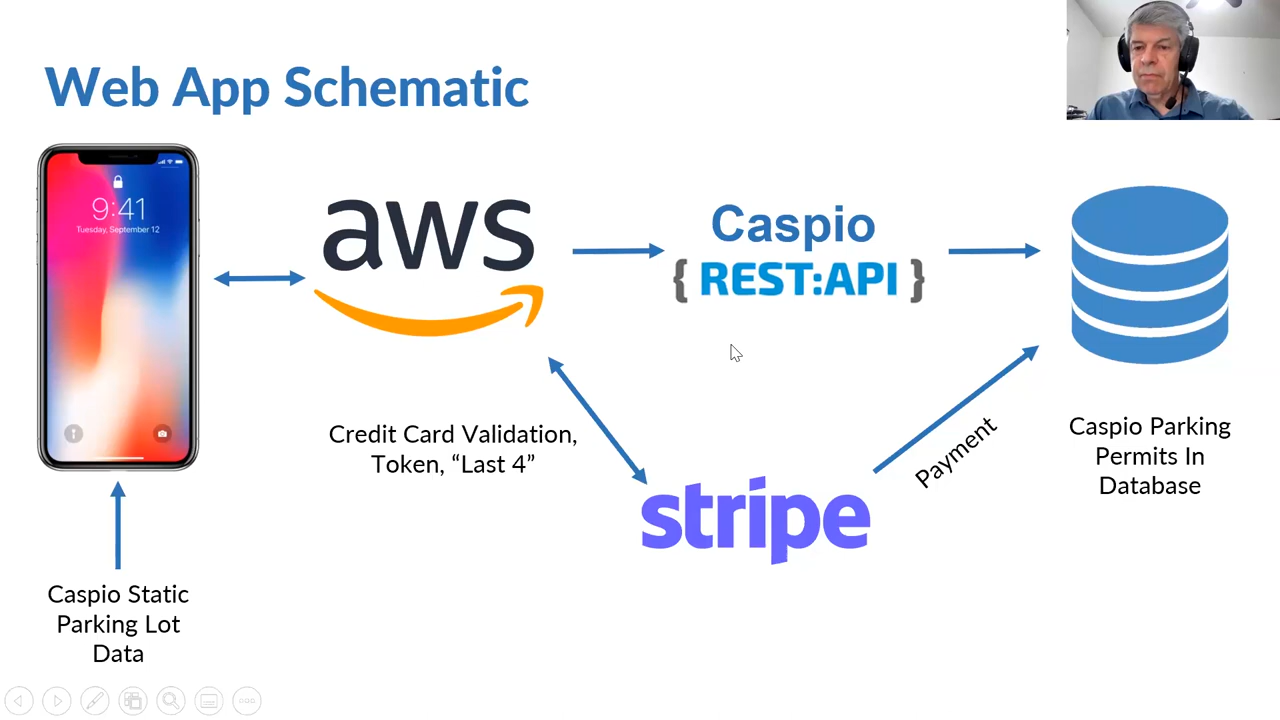 Web App Schematic
9:41
Tuesday, September 12
aws
Caspio
{ REST:API }
Credit Card Validation,
Token, “Last 4”
stripe
Payment
Caspio Parking
Permits In
Database
Caspio Static
Parking Lot
Data